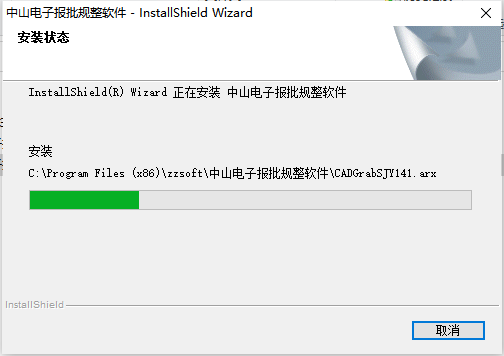 中山电子报批规整软件 - InstallShield Wizard
安装状态
InstallShield(R) Wizard 正在安装 中山电子报批规整软件
安装
C:\Program Files (x86)\zzsoft\中山电子报批规整软件\CADGrabSJY141.arx
InstallShield
取消